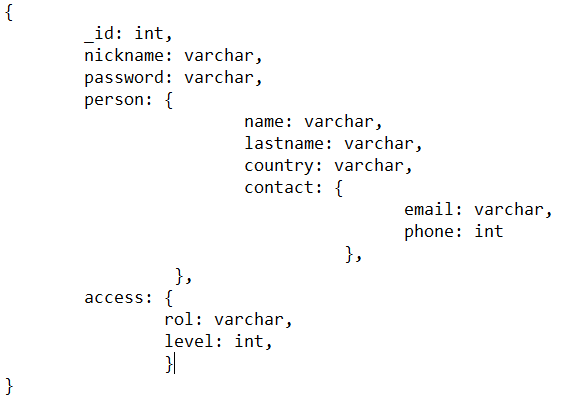 {
_id: int,
nickname: varchar,
password: varchar,
person: {
name: varchar,
lastname: varchar,
country: varchar,
contact: {
email: varchar,
phone: int
},
},
access: {
rol: varchar,
level: int,
}
}